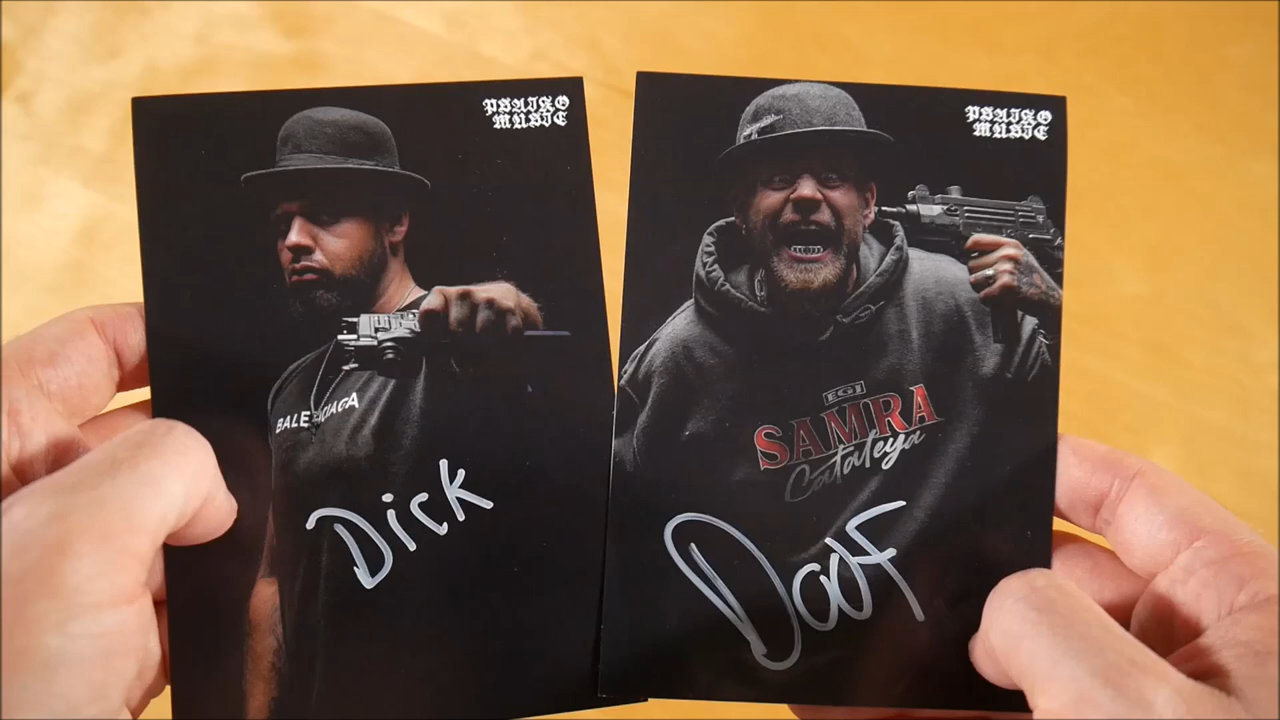 PSAIKO
MUSIC
BALENCIAGA
Dick
PSAIKO
MUSIC
EGJ
SAMRA
Cataleya
Doof